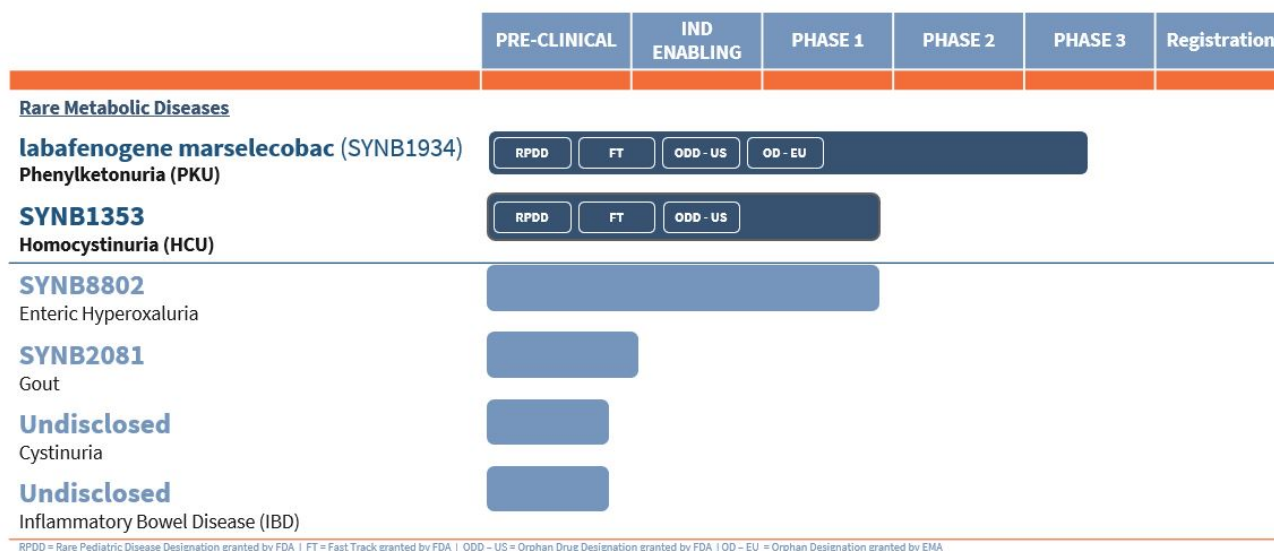 PRE-CLINICAL
IND
ENABLING
PHASE 1
PHASE 2
PHASE 3
Registration
Rare Metabolic Diseases
labafenogene marselecobac (SYNB1934)
Phenylketonuria (PKU)
RPDD
FT
ODD - US
OD - EU
SYNB1353
Homocystinuria (HCU)
RPDD
FT
ODD - US
SYNB8802
Enteric Hyperoxaluria
SYNB2081
Gout
Undisclosed
Cystinuria
Undisclosed
Inflammatory Bowel Disease (IBD)
RPDD = Rare Pediatric Disease Designation granted by FDA | FT = Fast Track granted by FDA | ODD – US = Orphan Drug Designation granted by FDA | OD – EU = Orphan Designation granted by EMA